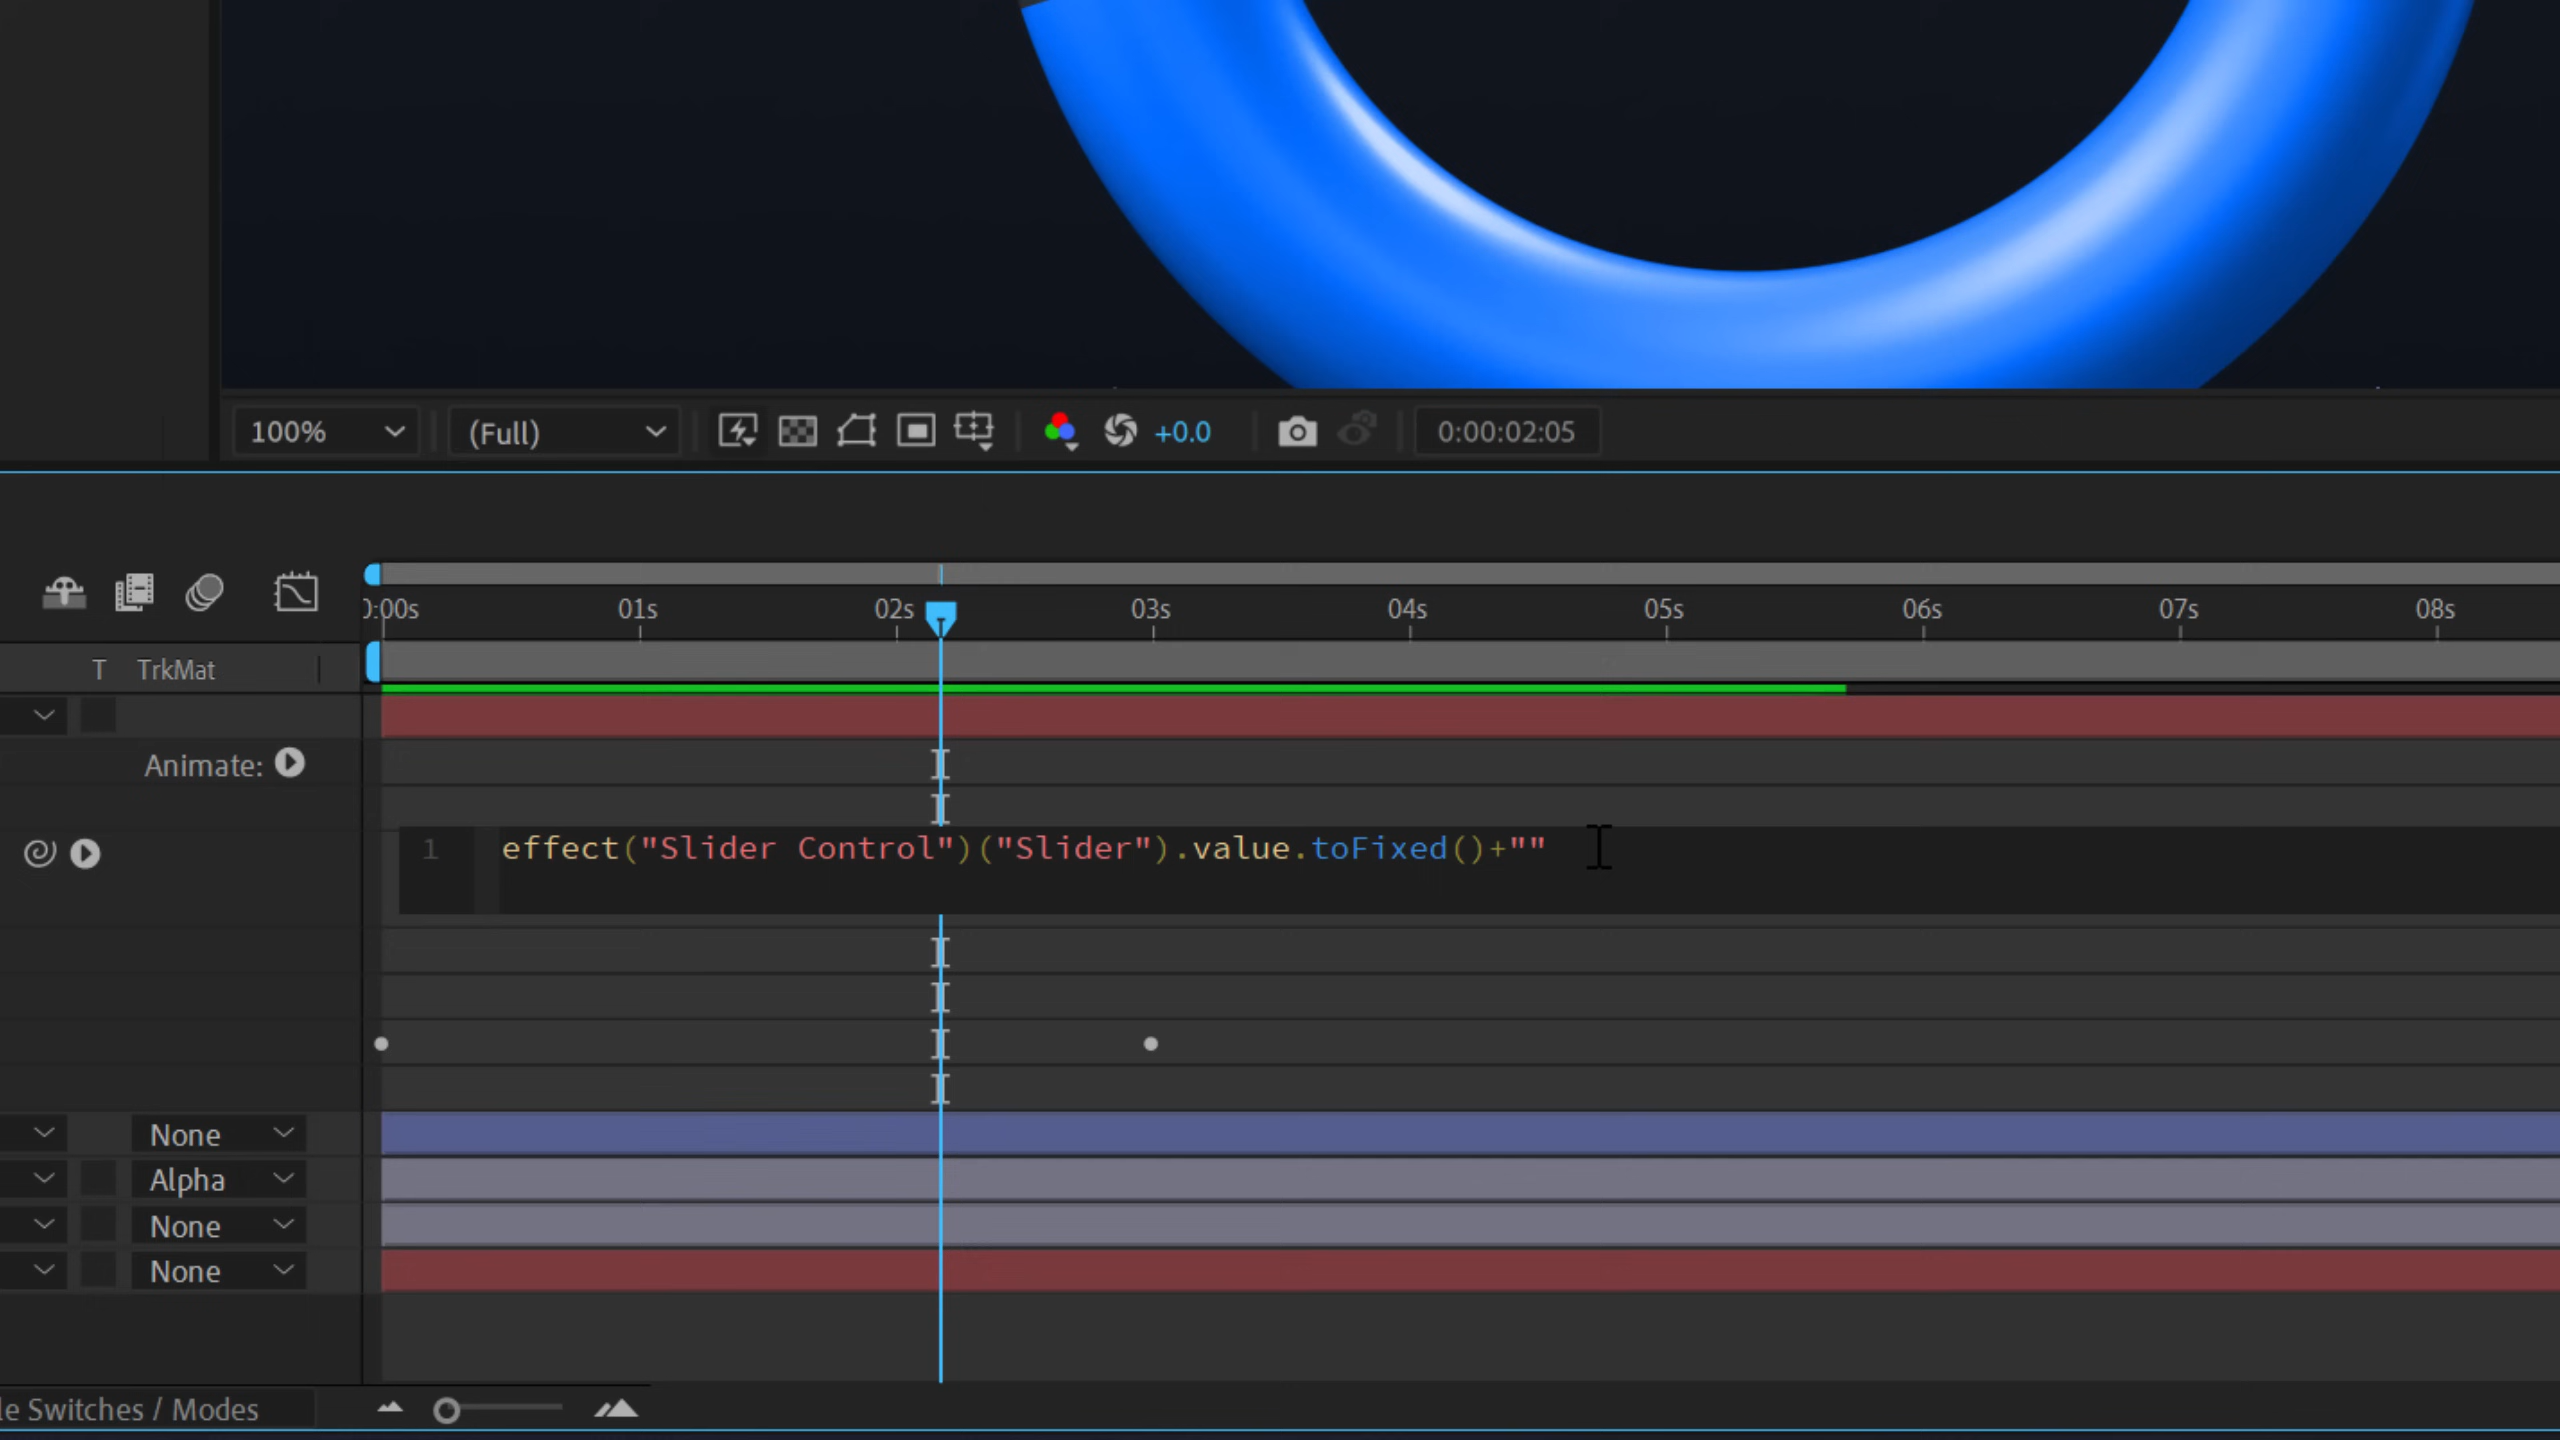 100% (Full) +0.0 0:00:02:05
0:00s 01s 02s 03s 04s 05s 06s 07s 08s
T TrkMat
Animate:
1 effect("Slider Control")("Slider").value.toFixed()+""
None
Alpha
None
None
le Switches / Modes